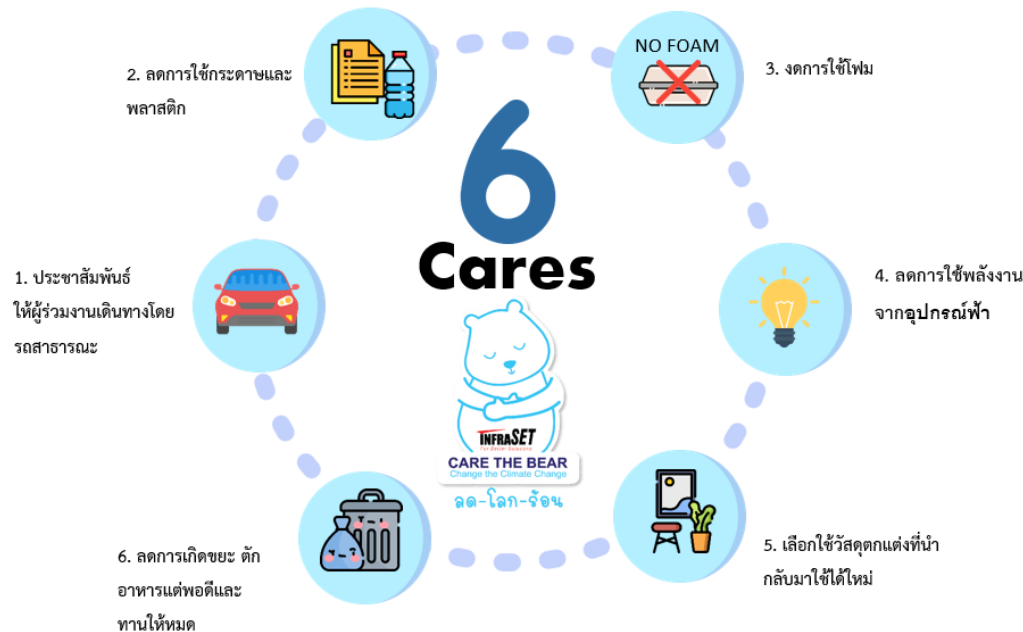 2. ลดการใช้กระดาษและ
พลาสติก
NO FOAM
3. งดการใช้โฟม
6
Cares
1. ประชาสัมพันธ์
ให้ผู้ร่วมงานเดินทางโดย
รถสาธารณะ
4. ลดการใช้พลังงาน
จากอุปกรณ์ฟ้า
INFRASET
For Better Solutions
CARE THE BEAR
Change the Climate Change
ลด-โลก-ร้อน
6. ลดการเกิดขยะ ตัก
อาหารแต่พอดีและ
ทานให้หมด
5. เลือกใช้วัสดุตกแต่งที่นำ
กลับมาใช้ได้ใหม่